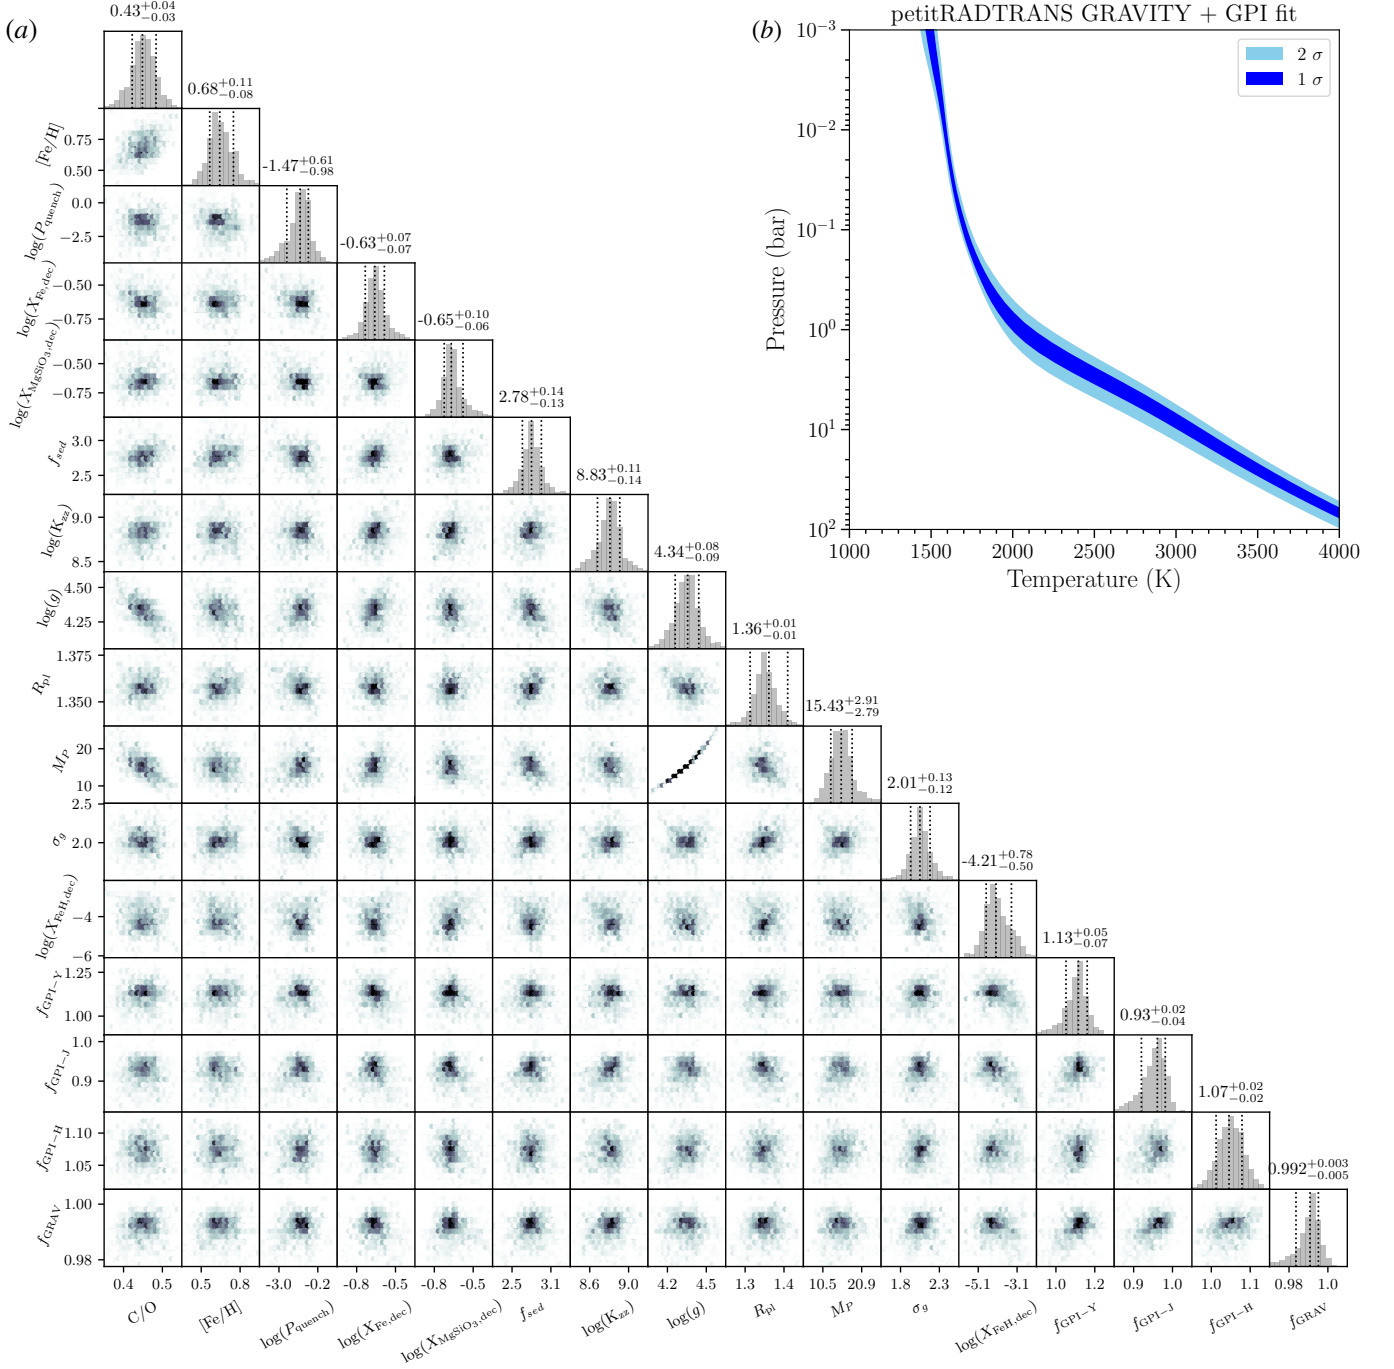 (a)
0.43+0.04−0.03
0.68+0.11−0.08
-1.47+0.61−0.98
-0.63+0.07−0.07
-0.65+0.10−0.06
2.78+0.14−0.13
8.83+0.11−0.14
4.34+0.08−0.09
1.36+0.01−0.01
15.43+2.91−2.79
2.01+0.13−0.12
-4.21+0.78−0.50
1.13+0.05−0.07
0.93+0.02−0.04
1.07+0.02−0.02
0.992+0.003−0.005
[Fe/H]
0.75
0.50
log(Pquench)
0.0
−2.5
log(XFe,dec)
−0.50
−0.75
log(XMgSiO3,dec)
−0.50
−0.75
fsed
3.0
2.5
log(Kzz)
9.0
8.5
log(g)
4.50
4.25
Rpl
1.375
1.350
MP
20
10
σg
2.5
2.0
log(XFeH,dec)
−4
−6
fGPI−Y
1.25
1.00
fGPI−J
1.0
0.9
fGPI−H
1.10
1.05
fGRAV
1.00
0.98
0.4 0.5 0.5 0.8 -3.0 -0.2 -0.8 -0.5 -0.8 -0.5 2.5 3.1 8.6 9.0 4.2 4.5 1.3 1.4 10.5 20.9 1.8 2.3 -5.1 -3.1 1.0 1.2 0.9 1.0 1.0 1.1 0.98 1.0
C/O [Fe/H] log(Pquench) log(XFe,dec) log(XMgSiO3,dec) fsed log(Kzz) log(g) Rpl MP σg log(XFeH,dec) fGPI−Y fGPI−J fGPI−H fGRAV
(b)
petitRADTRANS GRAVITY + GPI fit
2 σ
1 σ
Pressure (bar)
10−3
10−2
10−1
100
101
102
1000 1500 2000 2500 3000 3500 4000
Temperature (K)